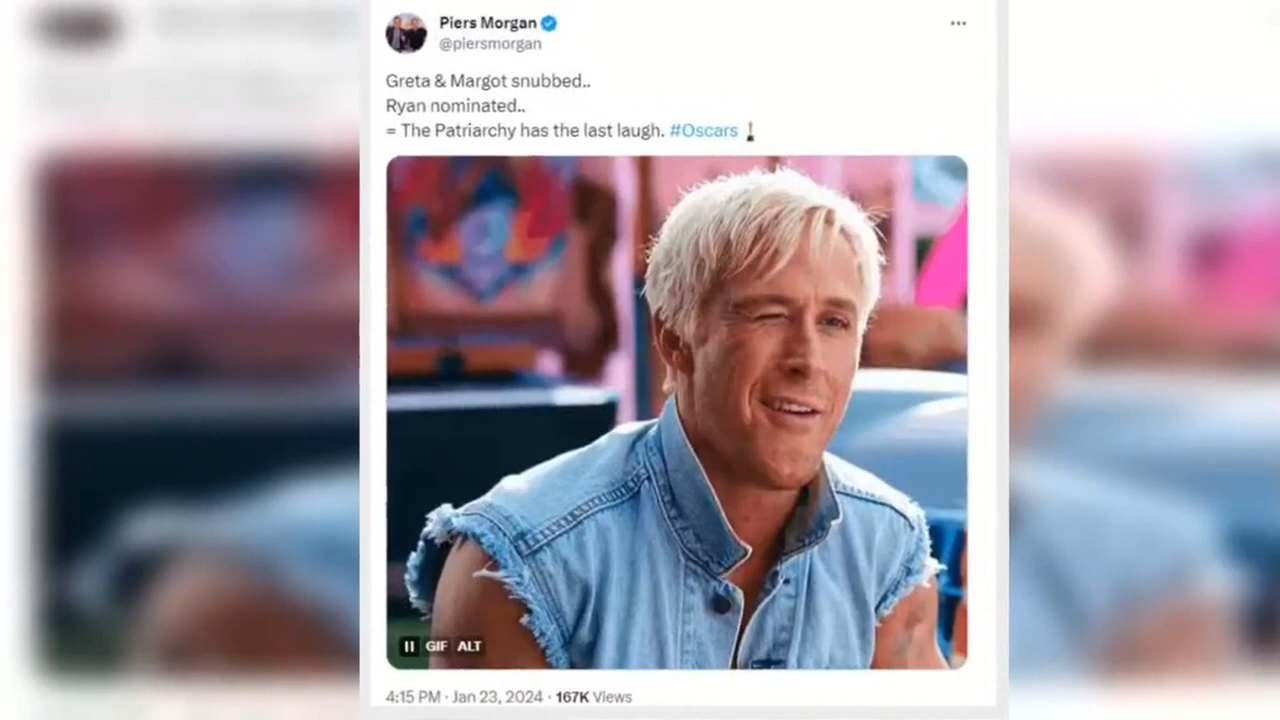 Piers Morgan
@piersmorgan
Greta & Margot snubbed..
Ryan nominated..
= The Patriarchy has the last laugh. #Oscars
GIF ALT
4:15 PM · Jan 23, 2024 · 167K Views